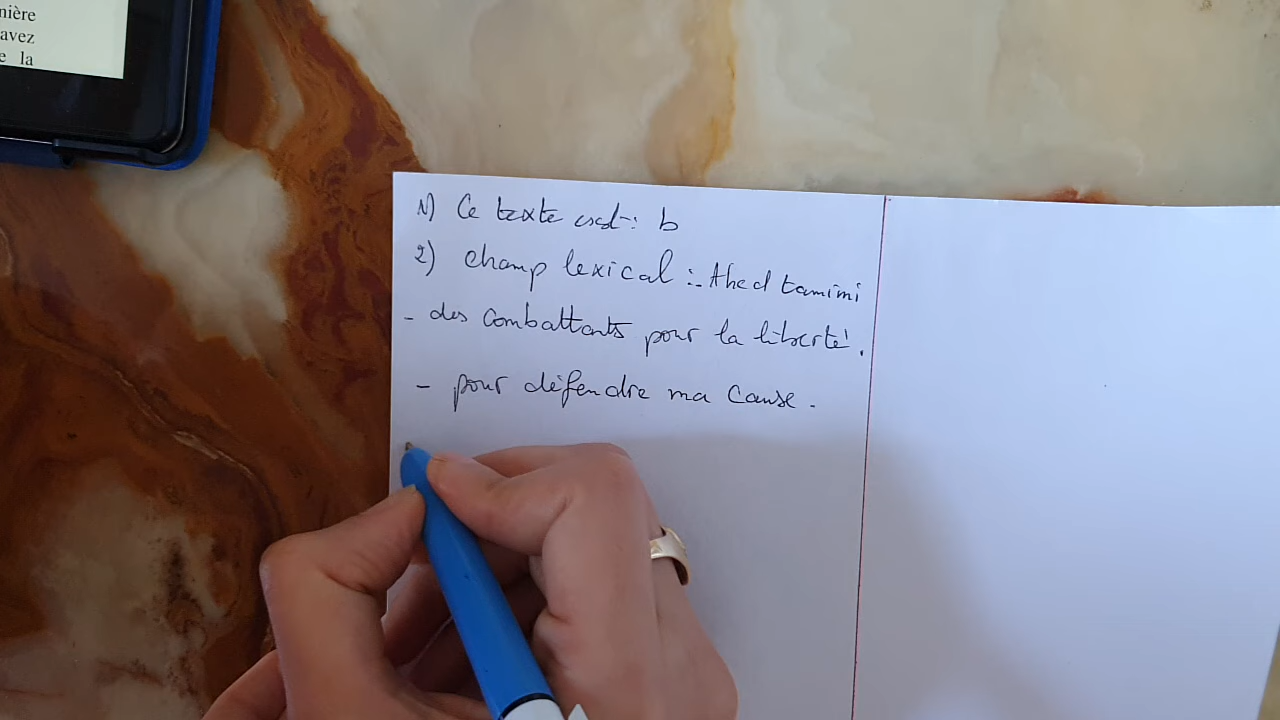 nière
avez
e la
1) Ce texte est : b
2) champ lexical :- Ahed tamimi
- des combattants pour la liberté.
- pour défendre ma cause.